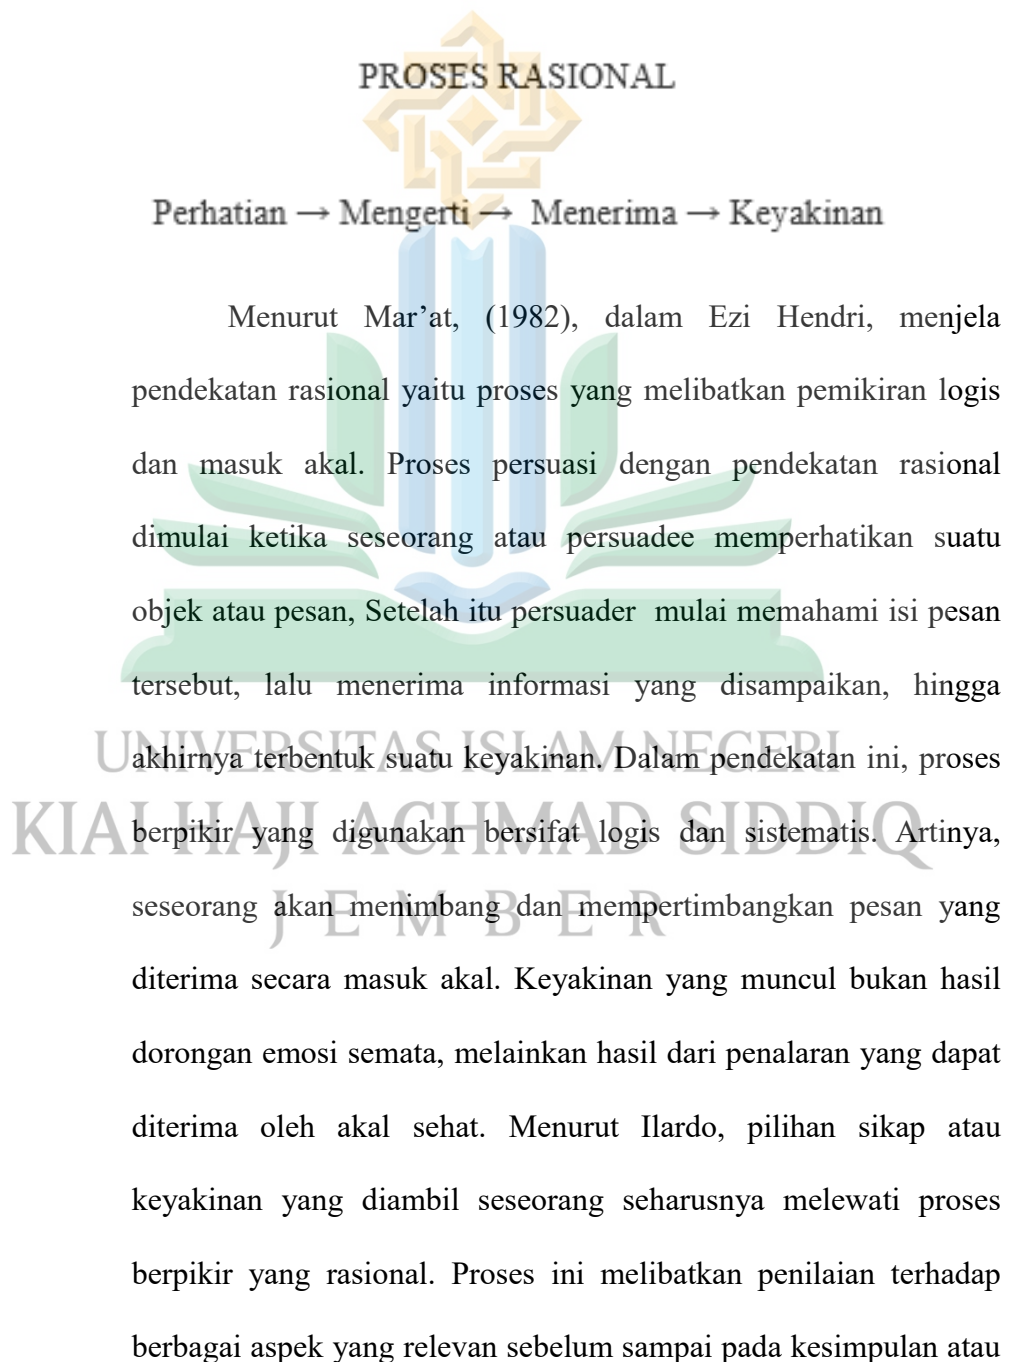 PROSES RASIONAL
Perhatian → Mengerti → Menerima → Keyakinan
Menurut Mar’at, (1982), dalam Ezi Hendri, menjela
pendekatan rasional yaitu proses yang melibatkan pemikiran logis
dan masuk akal. Proses persuasi dengan pendekatan rasional
dimulai ketika seseorang atau persuadee memperhatikan suatu
objek atau pesan, Setelah itu persuader mulai memahami isi pesan
tersebut, lalu menerima informasi yang disampaikan, hingga
UNIVERSITAS ISLAM NEGERI
akhirnya terbentuk suatu keyakinan. Dalam pendekatan ini, proses
KIAI HAJI ACHMAD SIDDIQ
berpikir yang digunakan bersifat logis dan sistematis. Artinya,
JEMBER
seseorang akan menimbang dan mempertimbangkan pesan yang
diterima secara masuk akal. Keyakinan yang muncul bukan hasil
dorongan emosi semata, melainkan hasil dari penalaran yang dapat
diterima oleh akal sehat. Menurut Ilardo, pilihan sikap atau
keyakinan yang diambil seseorang seharusnya melewati proses
berpikir yang rasional. Proses ini melibatkan penilaian terhadap
berbagai aspek yang relevan sebelum sampai pada kesimpulan atau